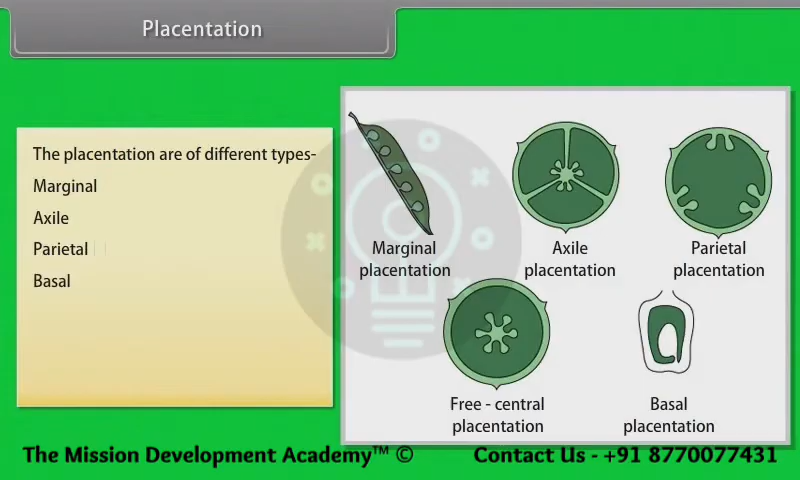 Placentation
The placentation are of different types-
Marginal
Axile
Parietal
Basal
Marginal
placentation
Axile
placentation
Parietal
placentation
Free - central
placentation
Basal
placentation
The Mission Development Academy™ ©
Contact Us - +91 8770077431